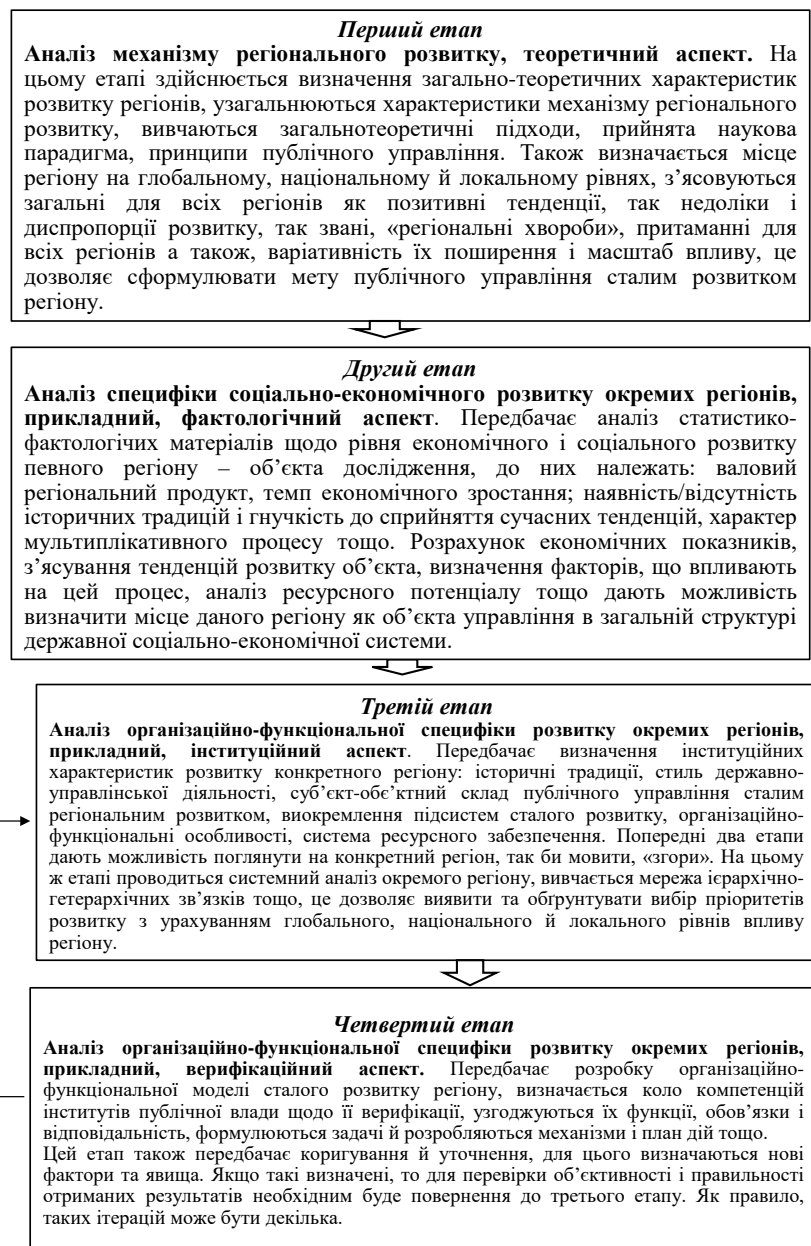 Перший етап
Аналіз механізму регіонального розвитку, теоретичний аспект. На
цьому етапі здійснюється визначення загально-теоретичних характеристик
розвитку регіонів, узагальнюються характеристики механізму регіонального
розвитку, вивчаються загальнотеоретичні підходи, прийнята наукова
парадигма, принципи публічного управління. Також визначається місце
регіону на глобальному, національному й локальному рівнях, з’ясовуються
загальні для всіх регіонів як позитивні тенденції, так недоліки і
диспропорції розвитку, так звані, «регіональні хвороби», притаманні для
всіх регіонів а також, варіативність їх поширення і масштаб впливу, це
дозволяє сформулювати мету публічного управління сталим розвитком
регіону.
Другий етап
Аналіз специфіки соціально-економічного розвитку окремих регіонів,
прикладний, фактологічний аспект. Передбачає аналіз статистико-
фактологічих матеріалів щодо рівня економічного і соціального розвитку
певного регіону – об’єкта дослідження, до них належать: валовий
регіональний продукт, темп економічного зростання; наявність/відсутність
історичних традицій і гнучкість до сприйняття сучасних тенденцій, характер
мультиплікативного процесу тощо. Розрахунок економічних показників,
з’ясування тенденцій розвитку об’єкта, визначення факторів, що впливають
на цей процес, аналіз ресурсного потенціалу тощо дають можливість
визначити місце даного регіону як об’єкта управління в загальній структурі
державної соціально-економічної системи.
Третій етап
Аналіз організаційно-функціональної специфіки розвитку окремих регіонів,
прикладний, інституційний аспект. Передбачає визначення інституційних
характеристик розвитку конкретного регіону: історичні традиції, стиль державно-
управлінської діяльності, суб’єкт-обє’ктний склад публічного управління сталим
регіональним розвитком, виокремлення підсистем сталого розвитку, організаційно-
функціональні особливості, система ресурсного забезпечення. Попередні два етапи
дають можливість поглянути на конкретний регіон, так би мовити, «згори». На цьому
ж етапі проводиться системний аналіз окремого регіону, вивчається мережа ієрархічно-
гетерархічних зв’язків тощо, це дозволяє виявити та обґрунтувати вибір пріоритетів
розвитку з урахуванням глобального, національного й локального рівнів впливу
регіону.
Четвертий етап
Аналіз організаційно-функціональної специфіки розвитку окремих регіонів,
прикладний, верифікаційний аспект. Передбачає розробку організаційно-
функціональної моделі сталого розвитку регіону, визначається коло компетенцій
інститутів публічної влади щодо її верифікації, узгоджуються їх функції, обов’язки і
відповідальність, формулюються задачі й розробляються механізми і план дій тощо.
Цей етап також передбачає коригування й уточнення, для цього визначаються нові
фактори та явища. Якщо такі визначені, то для перевірки об’єктивності і правильності
отриманих результатів необхідним буде повернення до третього етапу. Як правило,
таких ітерацій може бути декілька.